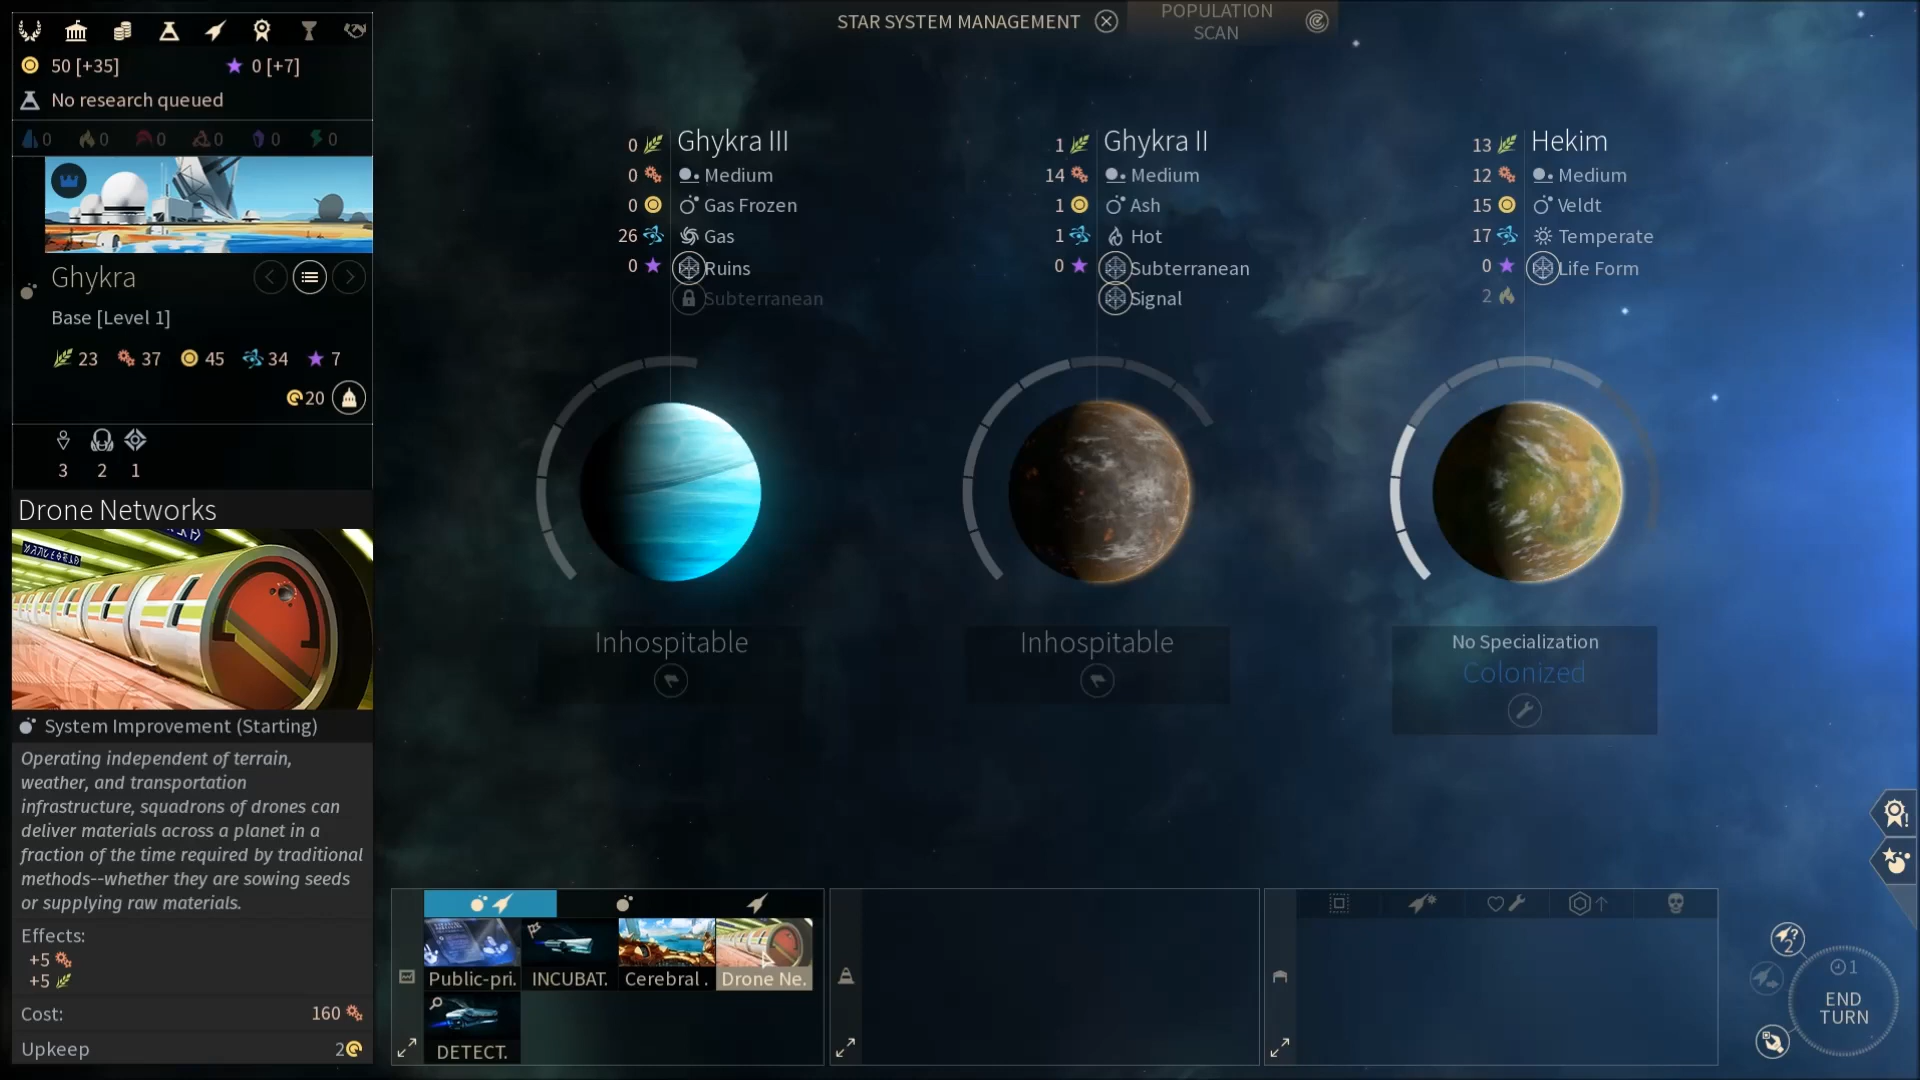 STAR SYSTEM MANAGEMENT
POPULATION
SCAN
50 [+35]
0 [+7]
No research queued
0 0 0 0 0 0
Ghykra
Base [Level 1]
23 37 45 34 7
20
3 2 1
Drone Networks
System Improvement (Starting)
Operating independent of terrain,
weather, and transportation
infrastructure, squadrons of drones can
deliver materials across a planet in a
fraction of the time required by traditional
methods--whether they are sowing seeds
or supplying raw materials.
Effects:
+5
+5
Cost: 160
Upkeep 2
0 Ghykra III
0 Medium
0 Gas Frozen
26 Gas
0 Ruins
Subterranean
Inhospitable
1 Ghykra II
14 Medium
1 Ash
1 Hot
0 Subterranean
Signal
Inhospitable
13 Hekim
12 Medium
15 Veldt
17 Temperate
0 Life Form
2
No Specialization
Colonized
Public-pri.
INCUBAT.
Cerebral .
Drone Ne.
DETECT.
2
1
END
TURN